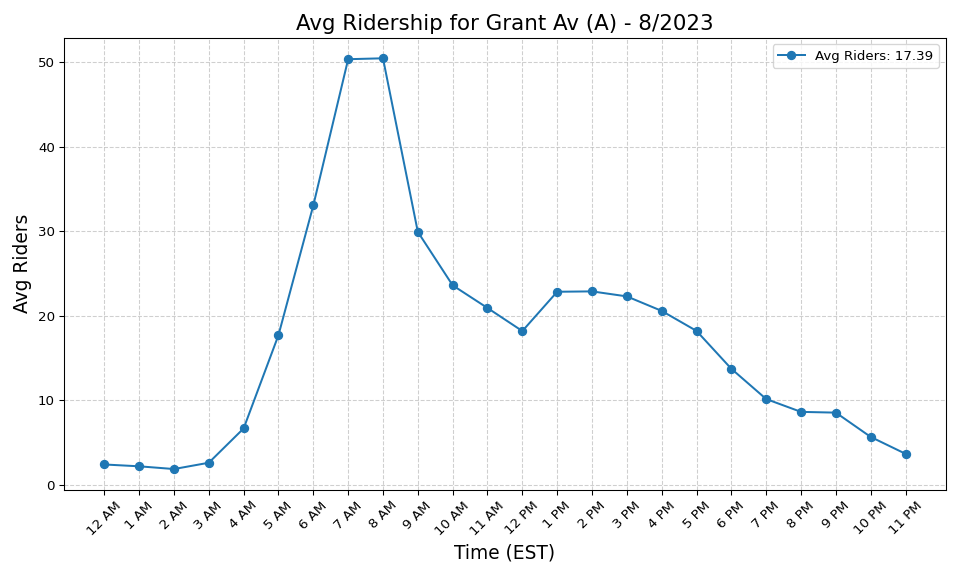 Avg Ridership for Grant Av (A) - 8/2023
Avg Riders: 17.39
Avg Riders
50
40
30
20
10
0
12 AM
1 AM
2 AM
3 AM
4 AM
5 AM
6 AM
7 AM
8 AM
9 AM
10 AM
11 AM
12 PM
1 PM
2 PM
3 PM
4 PM
5 PM
6 PM
7 PM
8 PM
9 PM
10 PM
11 PM
Time (EST)